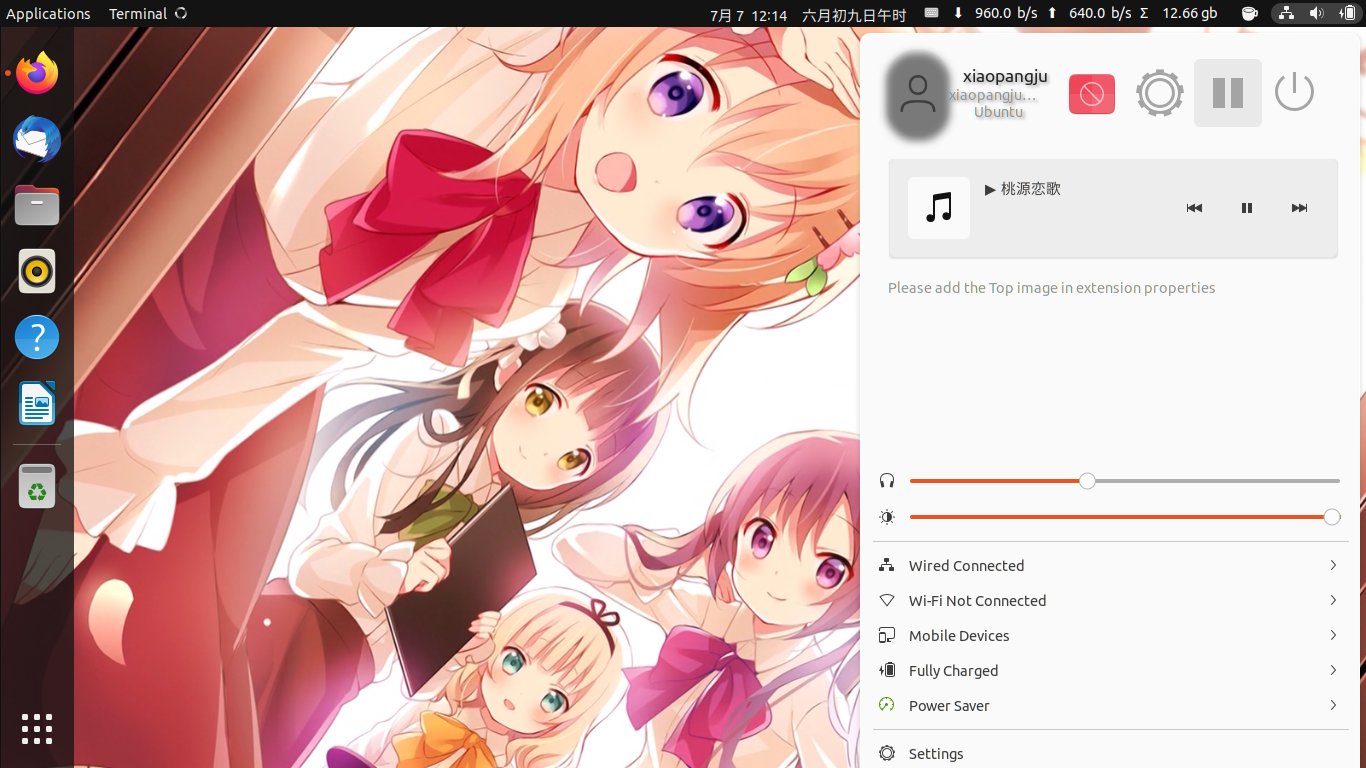 Applications Terminal 7月 7 12:14 六月初九日午时 960.0 b/s 640.0 b/s Σ 12.66 gb
xiaopangju
xiaopangju…
Ubuntu
▶ 桃源恋歌
Please add the Top image in extension properties
Wired Connected
Wi-Fi Not Connected
Mobile Devices
Fully Charged
Power Saver
Settings